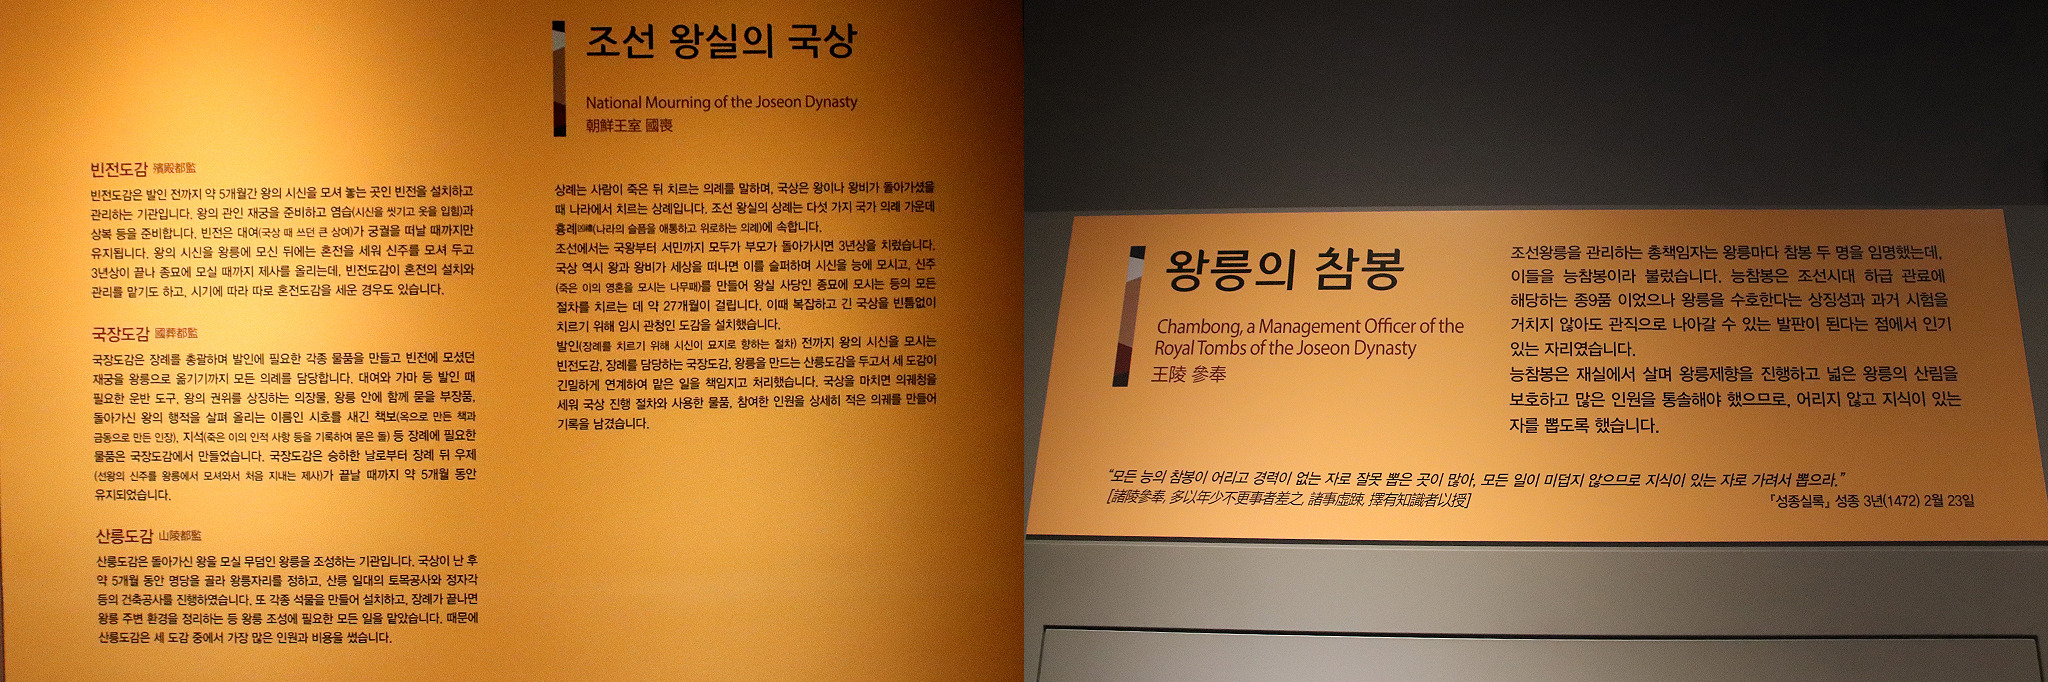 조선 왕실의 국상
National Mourning of the Joseon Dynasty
朝鮮王室 國喪
빈전도감 殯殿都監
빈전도감은 발인 전까지 약 5개월간 왕의 시신을 모셔 놓는 곳인 빈전을 설치하고
관리하는 기관입니다. 왕의 관인 재궁을 준비하고 염습(시신을 씻기고 옷을 입힘)과
상복 등을 준비합니다. 빈전은 대여(국상 때 쓰던 큰 상여)가 궁궐을 떠날 때까지만
유지됩니다. 왕의 시신을 왕릉에 모신 뒤에는 혼전을 세워 신주를 모셔 두고
3년상이 끝나 종묘에 모실 때까지 제사를 올리는데, 빈전도감이 혼전의 설치와
관리를 맡기도 하고, 시기에 따라 따로 혼전도감을 세운 경우도 있습니다.
국장도감 國葬都監
국장도감은 장례를 총괄하며 발인에 필요한 각종 물품을 만들고 빈전에 모셨던
재궁을 왕릉으로 옮기기까지 모든 의례를 담당합니다. 대여와 가마 등 발인 때
필요한 운반 도구, 왕의 권위를 상징하는 의장물, 왕릉 안에 함께 묻을 부장품,
돌아가신 왕의 행적을 살펴 올리는 이름인 시호를 새긴 책보(옥으로 만든 책과
금동으로 만든 인장), 지석(죽은 이의 인적 사항 등을 기록하여 묻은 돌) 등 장례에 필요한
물품은 국장도감에서 만들었습니다. 국장도감은 승하한 날로부터 장례 뒤 우제
(선왕의 신주를 왕릉에서 모셔와서 처음 지내는 제사)가 끝날 때까지 약 5개월 동안
유지되었습니다.
산릉도감 山陵都監
산릉도감은 돌아가신 왕을 모실 무덤인 왕릉을 조성하는 기관입니다. 국상이 난 후
약 5개월 동안 명당을 골라 왕릉자리를 정하고, 산릉 일대의 토목공사와 정자각
등의 건축공사를 진행하였습니다. 또 각종 석물을 만들어 설치하고, 장례가 끝나면
왕릉 주변 환경을 정리하는 등 왕릉 조성에 필요한 모든 일을 맡았습니다. 때문에
산릉도감은 세 도감 중에서 가장 많은 인원과 비용을 썼습니다.
상례는 사람이 죽은 뒤 치르는 의례를 말하며, 국상은 왕이나 왕비가 돌아가셨을
때 나라에서 치르는 상례입니다. 조선 왕실의 상례는 다섯 가지 국가 의례 가운데
흉례(나라의 슬픔을 애통하고 위로하는 의례)에 속합니다.
조선에서는 국왕부터 서민까지 모두가 부모가 돌아가시면 3년상을 치렀습니다.
국상 역시 왕과 왕비가 세상을 떠나면 이를 슬퍼하며 시신을 능에 모시고, 신주
(죽은 이의 영혼을 모시는 나무패)를 만들어 왕실 사당인 종묘에 모시는 등의 모든
절차를 치르는 데 약 27개월이 걸립니다. 이때 복잡하고 긴 국상을 빈틈없이
치르기 위해 임시 관청인 도감을 설치했습니다.
발인(장례를 치르기 위해 시신이 묘지로 향하는 절차) 전까지 왕의 시신을 모시는
빈전도감, 장례를 담당하는 국장도감, 왕릉을 만드는 산릉도감을 두고서 세 도감이
긴밀하게 연계하여 맡은 일을 책임지고 처리했습니다. 국상을 마치면 의궤청을
세워 국상 진행 절차와 사용한 물품, 참여한 인원을 상세히 적은 의궤를 만들어
기록을 남겼습니다.
왕릉의 참봉
Chambong, a Management Officer of the
Royal Tombs of the Joseon Dynasty
王陵 參奉
조선왕릉을 관리하는 총책임자는 왕릉마다 참봉 두 명을 임명했는데,
이들을 능참봉이라 불렀습니다. 능참봉은 조선시대 하급 관료에
해당하는 종9품 이었으나 왕릉을 수호한다는 상징성과 과거 시험을
거치지 않아도 관직으로 나아갈 수 있는 발판이 된다는 점에서 인기
있는 자리였습니다.
능참봉은 재실에서 살며 왕릉제향을 진행하고 넓은 왕릉의 산림을
보호하고 많은 인원을 통솔해야 했으므로, 어리지 않고 지식이 있는
자를 뽑도록 했습니다.
“모든 능의 참봉이 어리고 경력이 없는 자로 잘못 뽑은 곳이 많아, 모든 일이 미덥지 않으므로 지식이 있는 자로 가려서 뽑으라.”
[諸陵參奉, 多以年少不更事者差之, 諸事虛疎, 擇有知識者以授]
『성종실록』 성종 3년(1472) 2월 23일